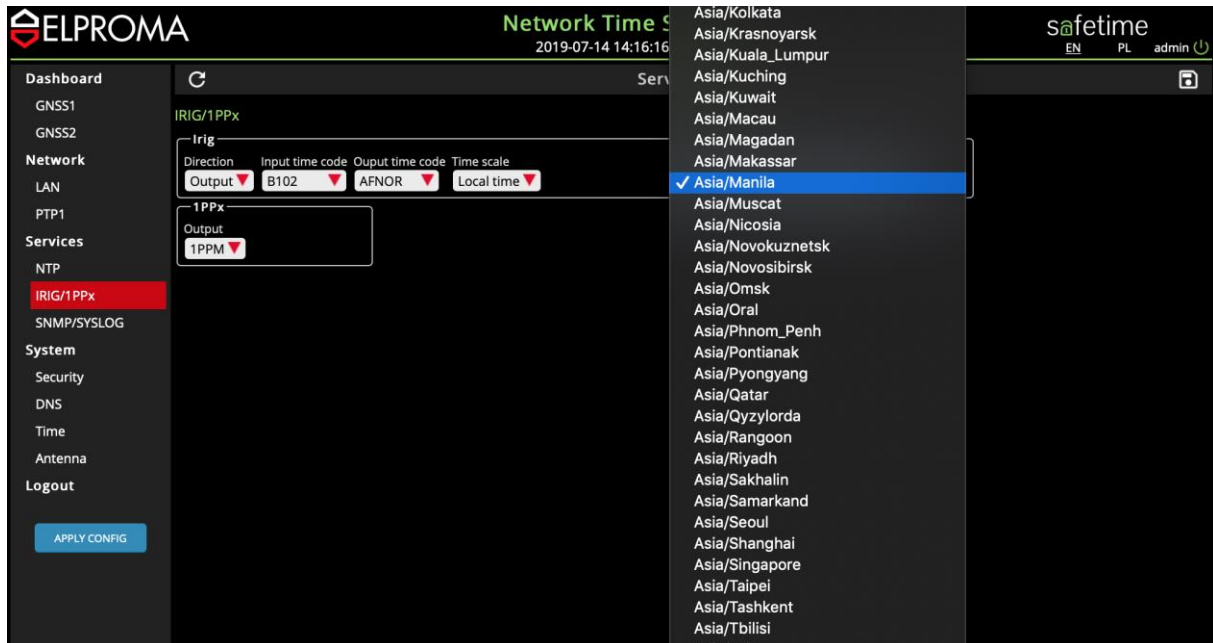 ELPROMA
Network Time S
2019-07-14 14:16:16
safetime
EN PL admin
Dashboard
GNSS1
GNSS2
Network
LAN
PTP1
Services
NTP
IRIG/1PPx
SNMP/SYSLOG
System
Security
DNS
Time
Antenna
Logout
APPLY CONFIG
Serv
IRIG/1PPx
Irig
Direction Input time code Ouput time code Time scale
Output B102 AFNOR Local time
1PPx
Output
1PPM
Asia/Kolkata
Asia/Krasnoyarsk
Asia/Kuala_Lumpur
Asia/Kuching
Asia/Kuwait
Asia/Macau
Asia/Magadan
Asia/Makassar
✓ Asia/Manila
Asia/Muscat
Asia/Nicosia
Asia/Novokuznetsk
Asia/Novosibirsk
Asia/Omsk
Asia/Oral
Asia/Phnom_Penh
Asia/Pontianak
Asia/Pyongyang
Asia/Qatar
Asia/Qyzylorda
Asia/Rangoon
Asia/Riyadh
Asia/Sakhalin
Asia/Samarkand
Asia/Seoul
Asia/Shanghai
Asia/Singapore
Asia/Taipei
Asia/Tashkent
Asia/Tbilisi